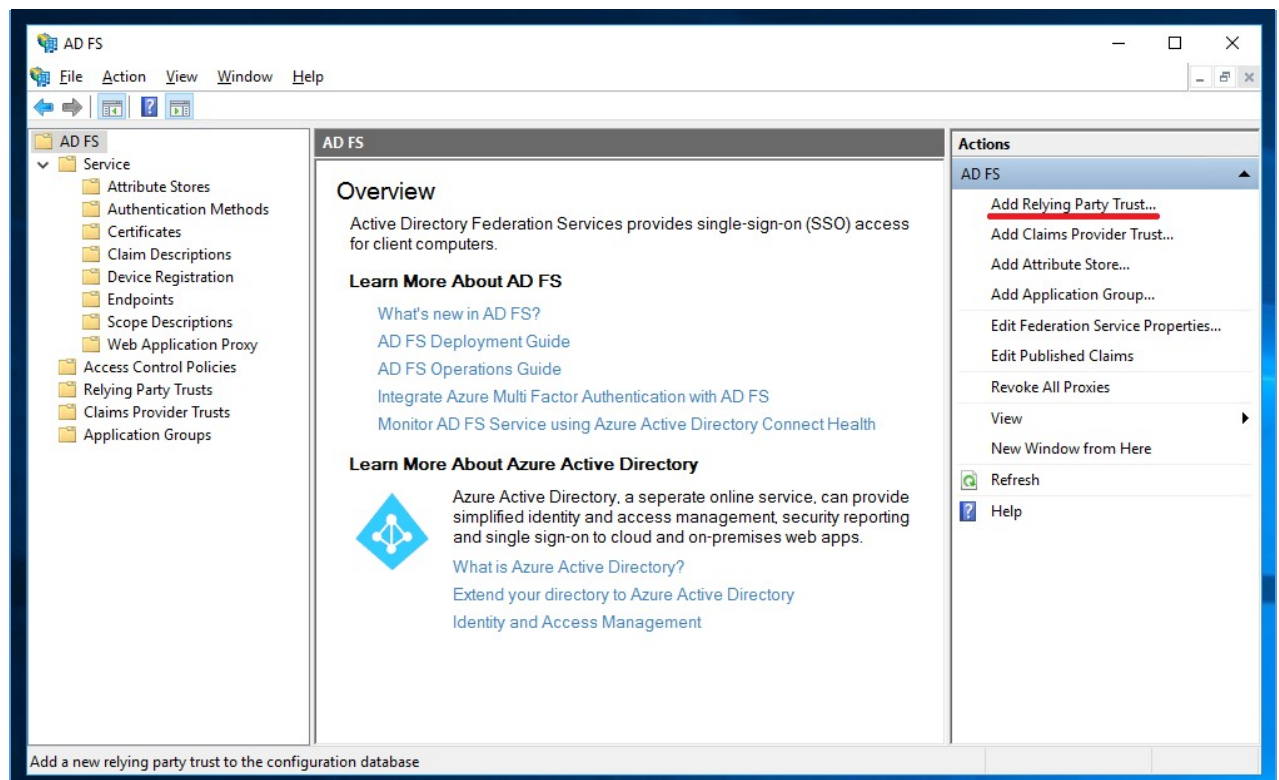 AD FS
File Action View Window Help
AD FS
Service
Attribute Stores
Authentication Methods
Certificates
Claim Descriptions
Device Registration
Endpoints
Scope Descriptions
Web Application Proxy
Access Control Policies
Relying Party Trusts
Claims Provider Trusts
Application Groups
AD FS
Overview
Active Directory Federation Services provides single-sign-on (SSO) access
for client computers.
Learn More About AD FS
What's new in AD FS?
AD FS Deployment Guide
AD FS Operations Guide
Integrate Azure Multi Factor Authentication with AD FS
Monitor AD FS Service using Azure Active Directory Connect Health
Learn More About Azure Active Directory
Azure Active Directory, a seperate online service, can provide
simplified identity and access management, security reporting
and single sign-on to cloud and on-premises web apps.
What is Azure Active Directory?
Extend your directory to Azure Active Directory
Identity and Access Management
Actions
AD FS
Add Relying Party Trust...
Add Claims Provider Trust...
Add Attribute Store...
Add Application Group...
Edit Federation Service Properties...
Edit Published Claims
Revoke All Proxies
View
New Window from Here
Refresh
Help
Add a new relying party trust to the configuration database